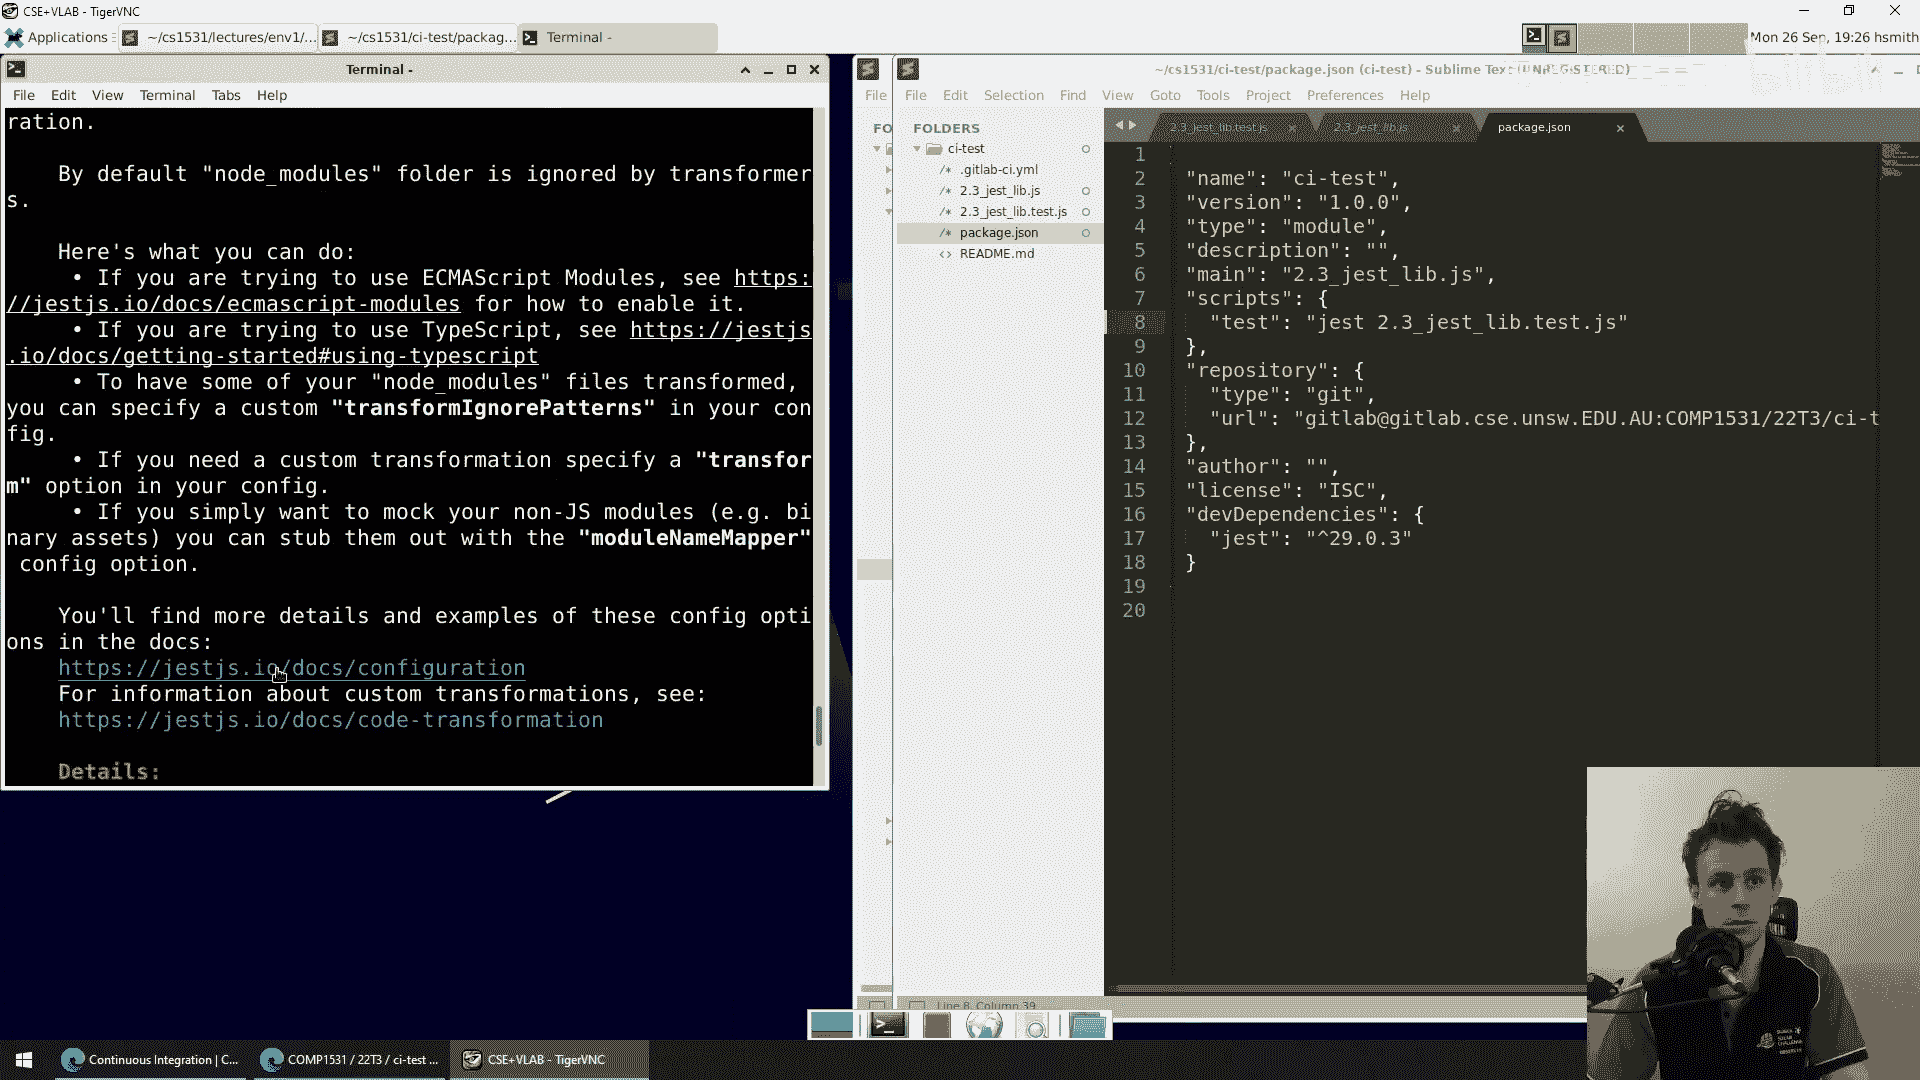 CSE+VLAB - TigerVNC
Applications
~/cs1531/lectures/env1/...
~/cs1531/ci-test/packag...
Terminal -
Mon 26 Sep, 19:26 hsmith
Terminal -
File Edit View Terminal Tabs Help
ration.
By default "node_modules" folder is ignored by transformer
s.
Here's what you can do:
• If you are trying to use ECMAScript Modules, see https:
//jestjs.io/docs/ecmascript-modules for how to enable it.
• If you are trying to use TypeScript, see https://jestjs
.io/docs/getting-started#using-typescript
• To have some of your "node_modules" files transformed,
you can specify a custom "transformIgnorePatterns" in your con
fig.
• If you need a custom transformation specify a "transfor
m" option in your config.
• If you simply want to mock your non-JS modules (e.g. bi
nary assets) you can stub them out with the "moduleNameMapper"
config option.
You'll find more details and examples of these config opti
ons in the docs:
https://jestjs.io/docs/configuration
For information about custom transformations, see:
https://jestjs.io/docs/code-transformation
Details:
File
FO
~/cs1531/ci-test/package.json (ci-test) - Sublime Text (UNREGISTERED)
File Edit Selection Find View Goto Tools Project Preferences Help
FOLDERS
ci-test
.gitlab-ci.yml
2.3_jest_lib.js
2.3_jest_lib.test.js
package.json
README.md
2.3_jest_lib.test.js
2.3_jest_lib.js
package.json
1
2 "name": "ci-test",
3 "version": "1.0.0",
4 "type": "module",
5 "description": "",
6 "main": "2.3_jest_lib.js",
7 "scripts": {
8 "test": "jest 2.3_jest_lib.test.js"
9 },
10 "repository": {
11 "type": "git",
12 "url": "gitlab@gitlab.cse.unsw.EDU.AU:COMP1531/22T3/ci-t
13 },
14 "author": "",
15 "license": "ISC",
16 "devDependencies": {
17 "jest": "^29.0.3"
18 }
19
20
Line 8, Column 39
Continuous Integration | C...
COMP1531 / 22T3 / ci-test ...
CSE+VLAB - TigerVNC